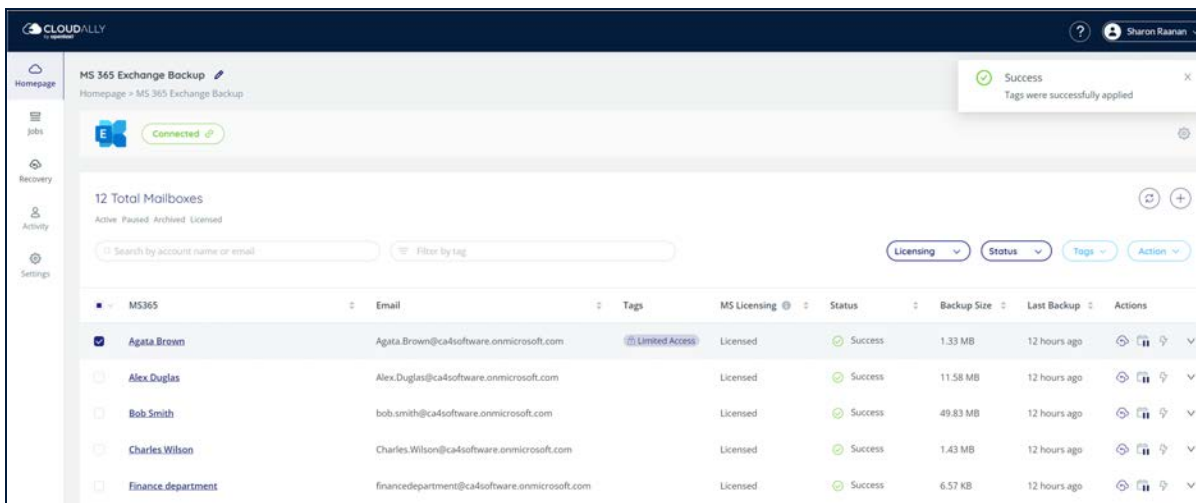 CLOUDALLY
by opentext
? Sharon Raanan
Homepage
Jobs
Recovery
Activity
Settings
MS 365 Exchange Backup
Homepage > MS 365 Exchange Backup
Success
Tags were successfully applied
E Connected
12 Total Mailboxes
Active Paused Archived Licensed
Search by account name or email Filter by tag Licensing Status Tags Action
MS365 Email Tags MS Licensing Status Backup Size Last Backup Actions
Agata Brown Agata.Brown@ca4software.onmicrosoft.com Limited Access Licensed Success 1.33 MB 12 hours ago
Alex Duglas Alex.Duglas@ca4software.onmicrosoft.com Licensed Success 11.58 MB 12 hours ago
Bob Smith bob.smith@ca4software.onmicrosoft.com Licensed Success 49.83 MB 12 hours ago
Charles Wilson Charles.Wilson@ca4software.onmicrosoft.com Licensed Success 1.43 MB 12 hours ago
Finance department financedepartment@ca4software.onmicrosoft.com Licensed Success 6.57 KB 12 hours ago